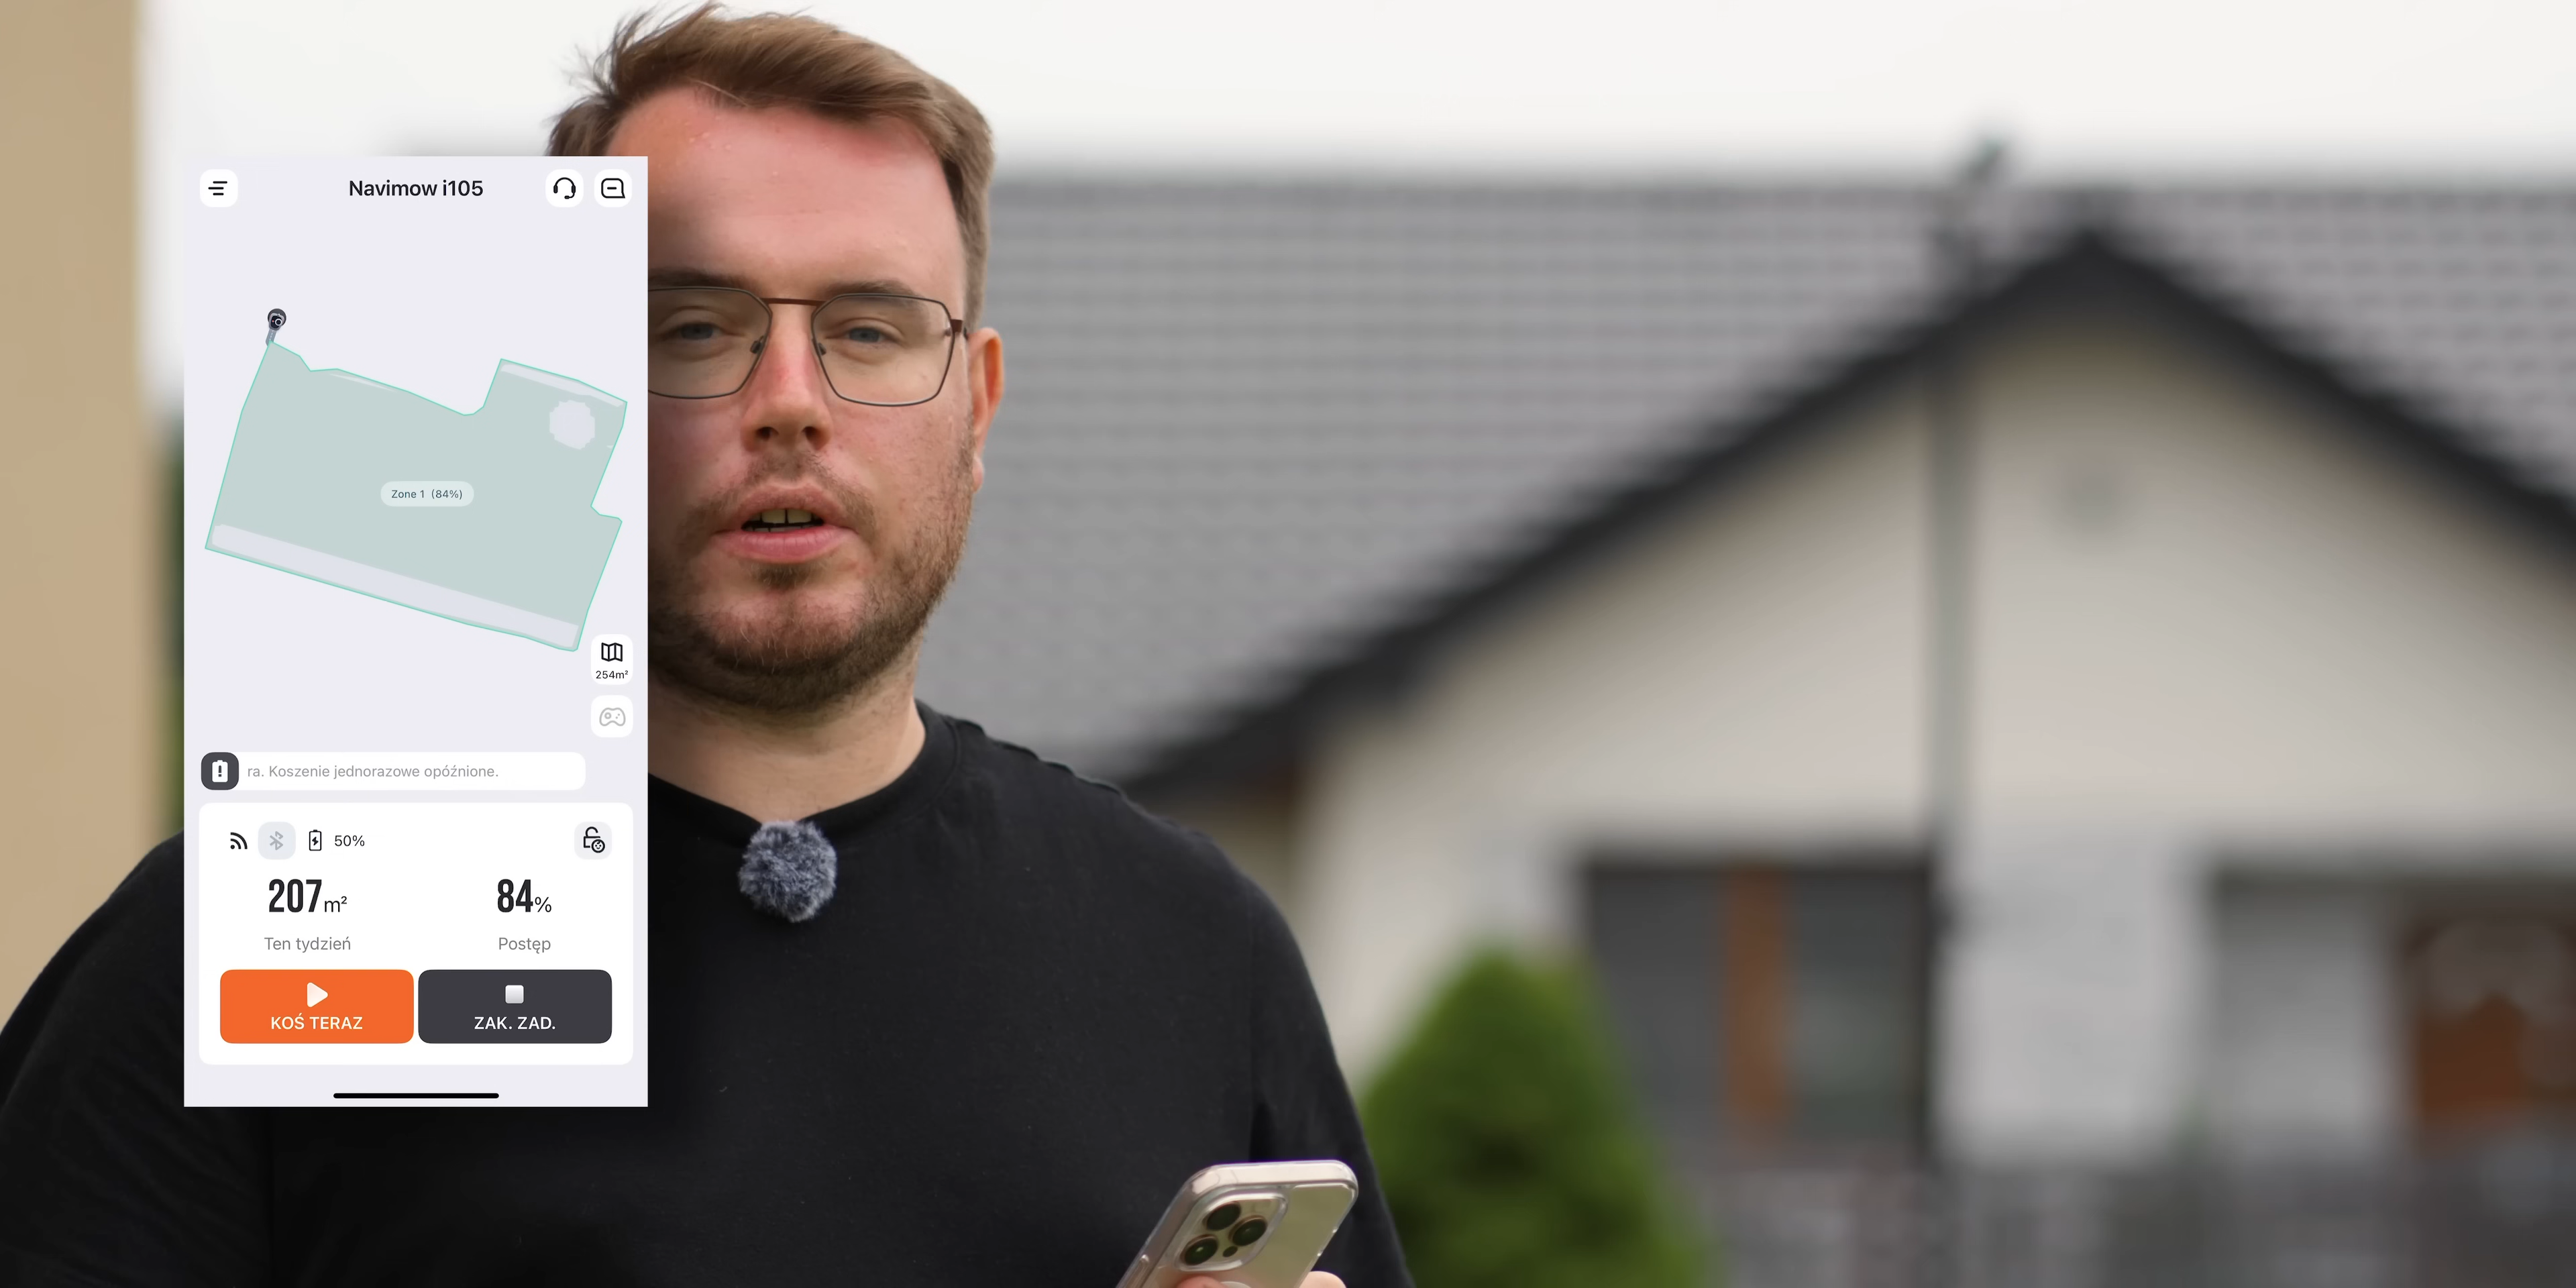 Navimow i105
Zone 1 (84%)
254m²
ra. Koszenie jednorazowe opóźnione.
50%
207m² 84%
Ten tydzień Postęp
KOŚ TERAZ ZAK. ZAD.